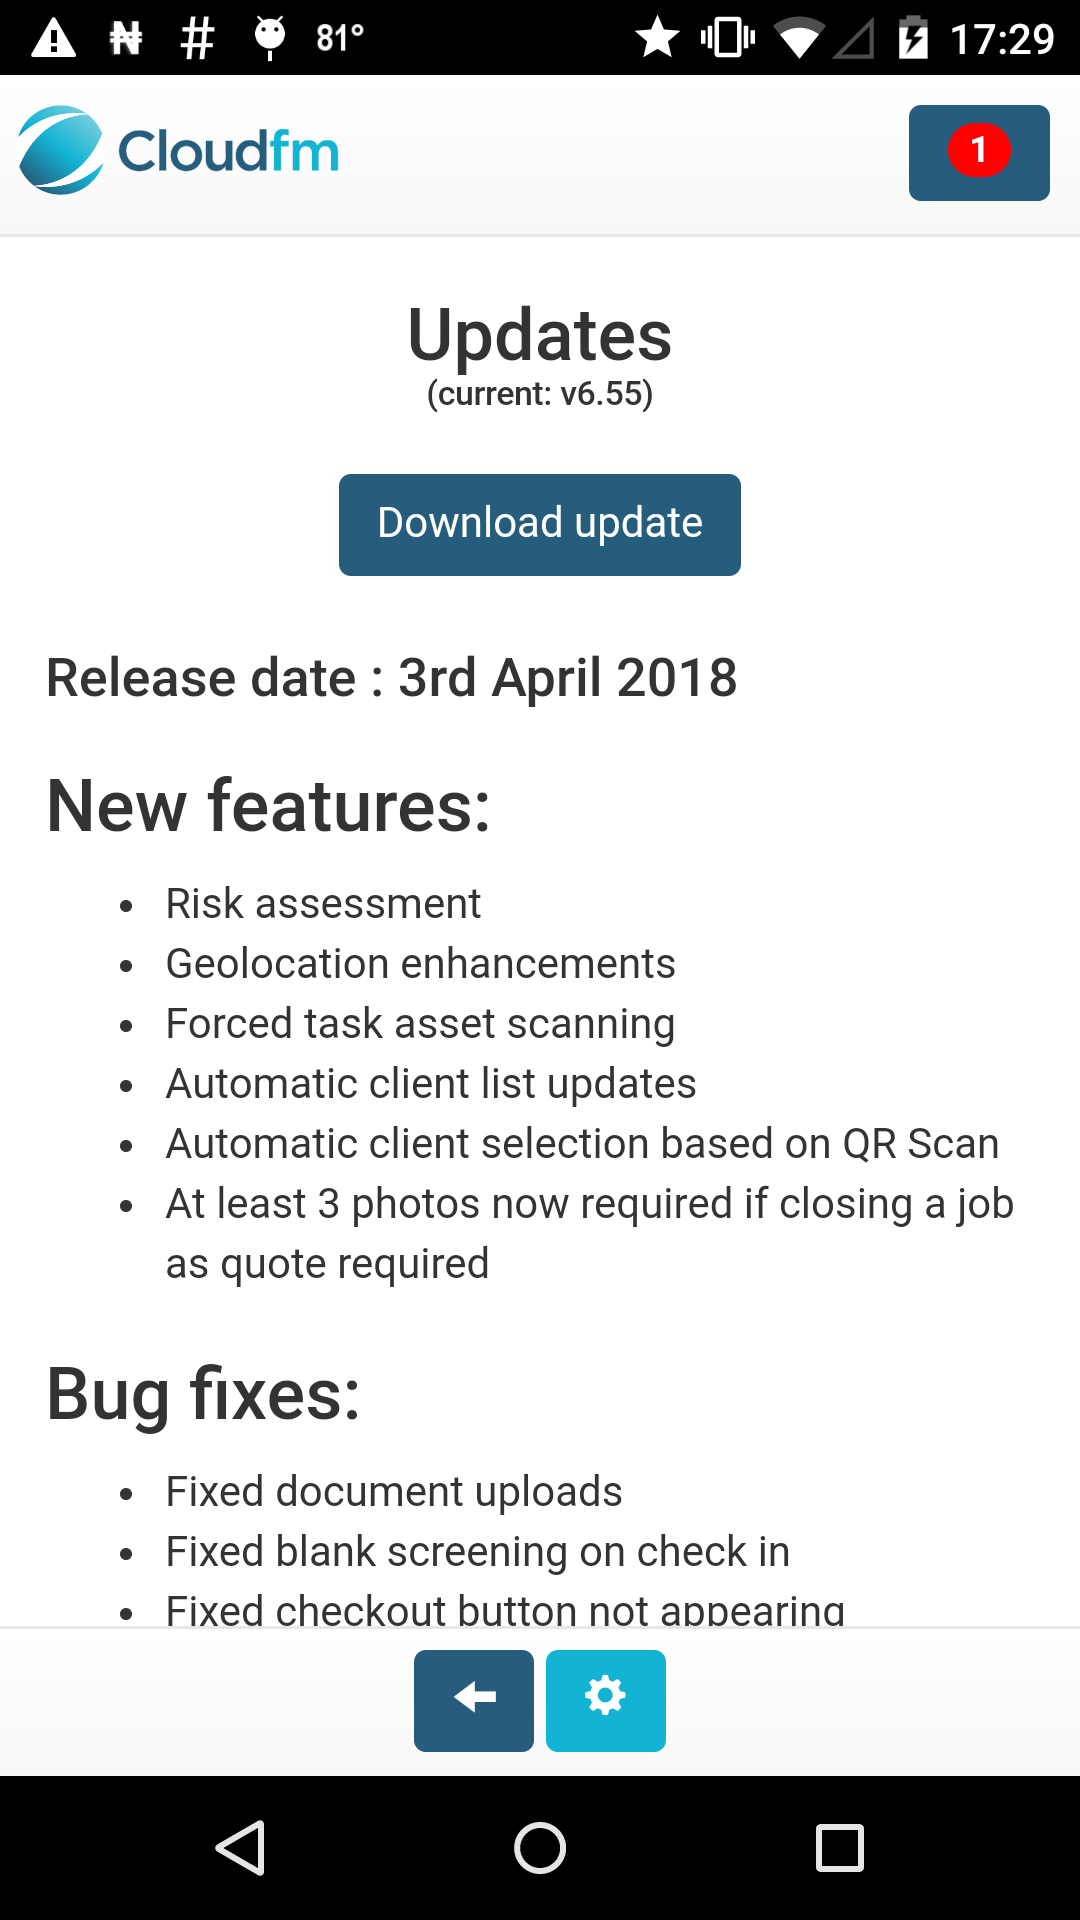 81° 17:29
Cloudfm 1
Updates
(current: v6.55)
Download update
Release date : 3rd April 2018
New features:
• Risk assessment
• Geolocation enhancements
• Forced task asset scanning
• Automatic client list updates
• Automatic client selection based on QR Scan
• At least 3 photos now required if closing a job
as quote required
Bug fixes:
• Fixed document uploads
• Fixed blank screening on check in
• Fixed checkout button not appearing